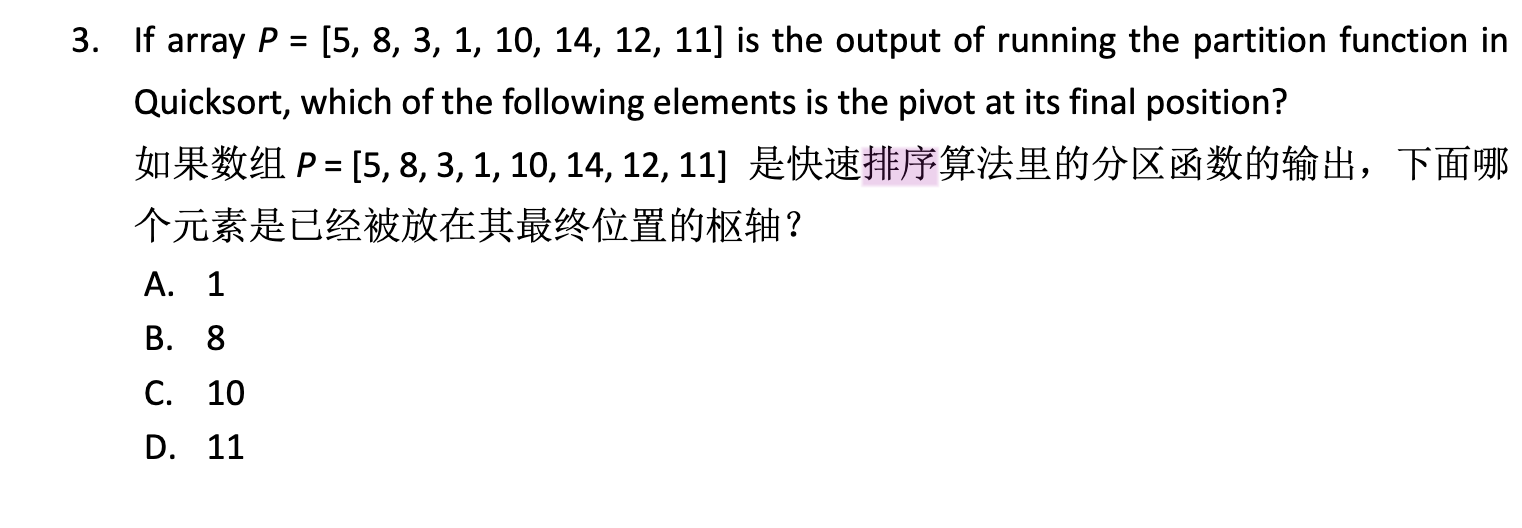 3. If array P = [5, 8, 3, 1, 10, 14, 12, 11] is the output of running the partition function in
Quicksort, which of the following elements is the pivot at its final position?
如果数组 P = [5, 8, 3, 1, 10, 14, 12, 11] 是快速排序算法里的分区函数的输出，下面哪
个元素是已经被放在其最终位置的枢轴？
A. 1
B. 8
C. 10
D. 11